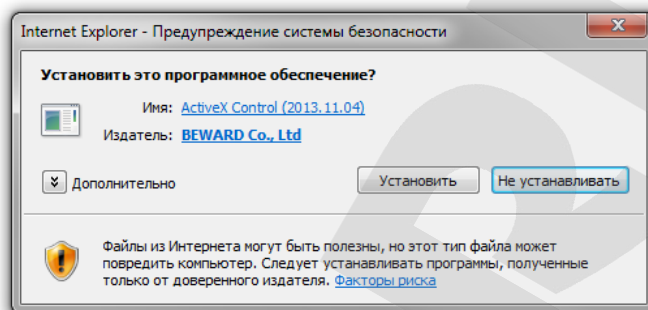 Internet Explorer - Предупреждение системы безопасности
Установить это программное обеспечение?
Имя: ActiveX Control (2013.11.04)
Издатель: BEWARD Co., Ltd
Дополнительно
Установить
Не устанавливать
Файлы из Интернета могут быть полезны, но этот тип файла может
повредить компьютер. Следует устанавливать программы, полученные
только от доверенного издателя. Факторы риска